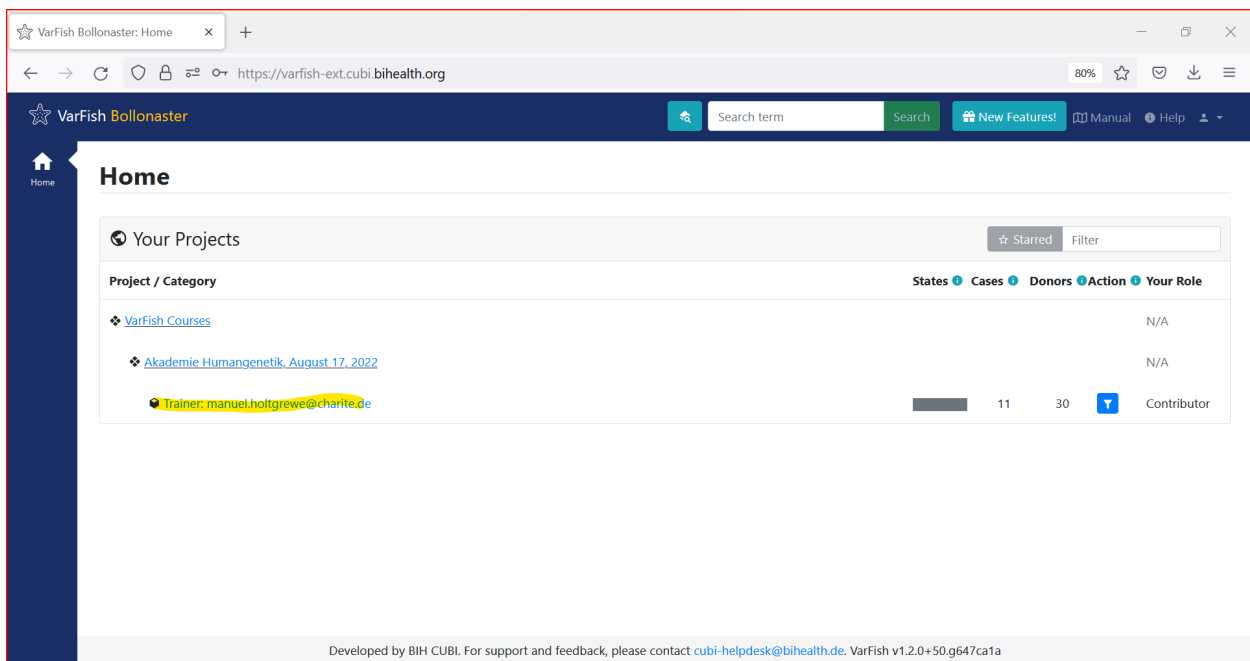 VarFish Bollonaster: Home
https://varfish-ext.cubi.bihealth.org 80%
VarFish Bollonaster Search term Search New Features! Manual Help
Home
Home
Your Projects Starred Filter
Project / Category States Cases Donors Action Your Role
VarFish Courses N/A
Akademie Humangenetik, August 17, 2022 N/A
Trainer: manuel.holtgrewe@charite.de 11 30 Contributor
Developed by BIH CUBI. For support and feedback, please contact cubi-helpdesk@bihealth.de. VarFish v1.2.0+50.g647ca1a